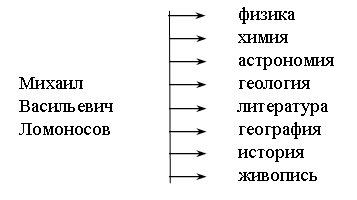 Михаил
Васильевич
Ломоносов
физика
химия
астрономия
геология
литература
география
история
живопись